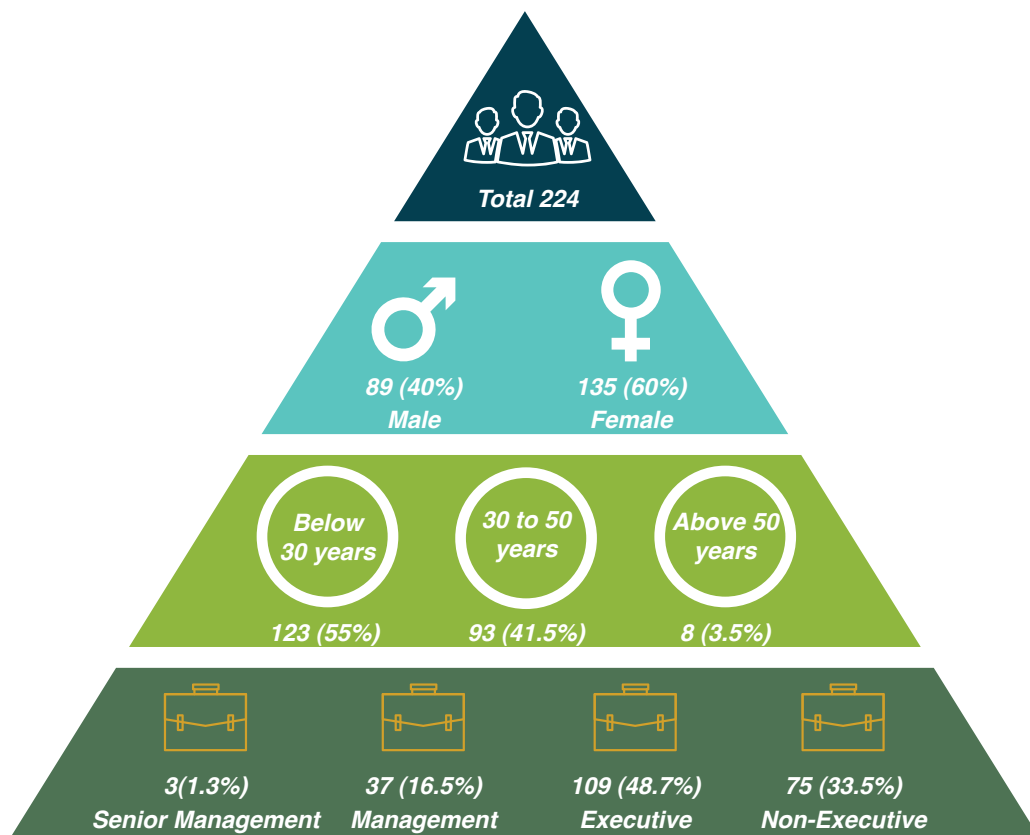 Total 224
89 (40%)
Male
135 (60%)
Female
Below
30 years
30 to 50
years
Above 50
years
123 (55%)
93 (41.5%)
8 (3.5%)
3(1.3%)
Senior Management
37 (16.5%)
Management
109 (48.7%)
Executive
75 (33.5%)
Non-Executive